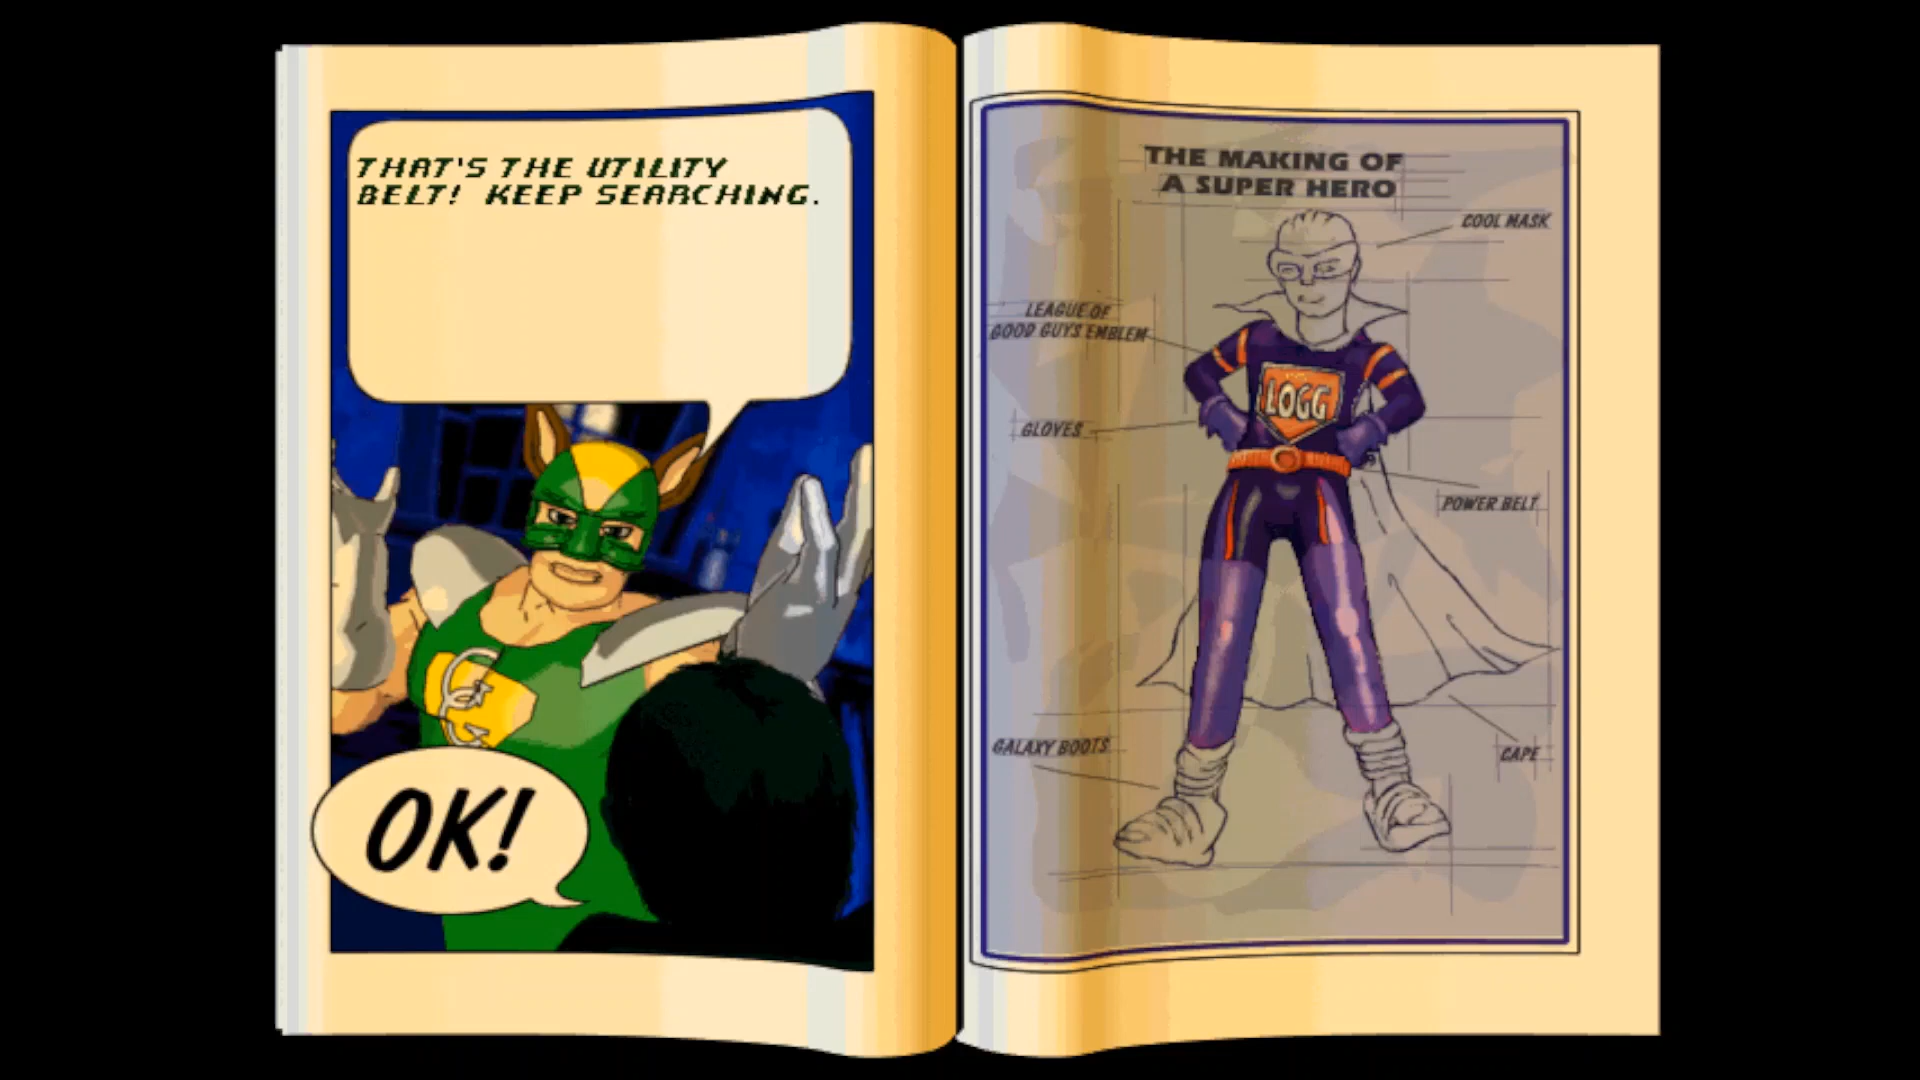 THAT'S THE UTILITY
BELT! KEEP SEARCHING.
OK!
THE MAKING OF
A SUPER HERO
COOL MASK
LEAGUE OF
GOOD GUYS EMBLEM
LOGG
GLOVES
POWER BELT
GALAXY BOOTS
CAPE